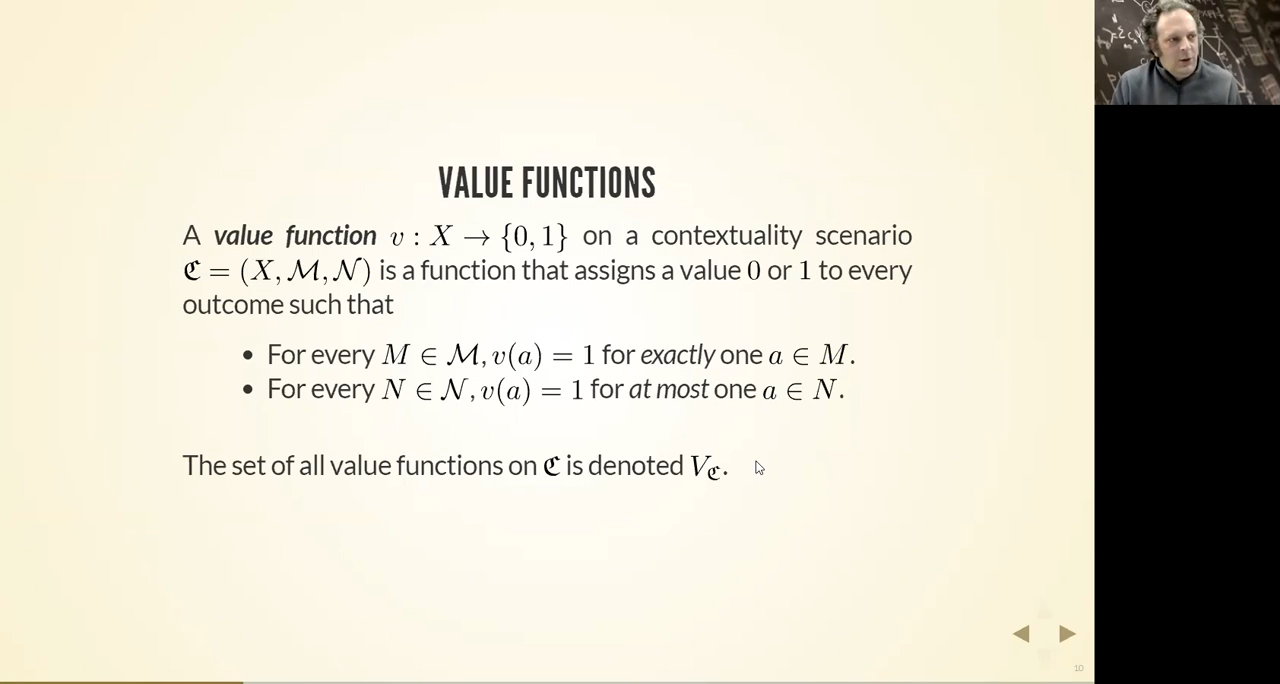 VALUE FUNCTIONS
A value function v : X → {0, 1} on a contextuality scenario
ℭ = (X, ℳ, 𝒩) is a function that assigns a value 0 or 1 to every
outcome such that
• For every M ∈ ℳ, v(a) = 1 for exactly one a ∈ M.
• For every N ∈ 𝒩, v(a) = 1 for at most one a ∈ N.
The set of all value functions on ℭ is denoted V_ℭ.
10